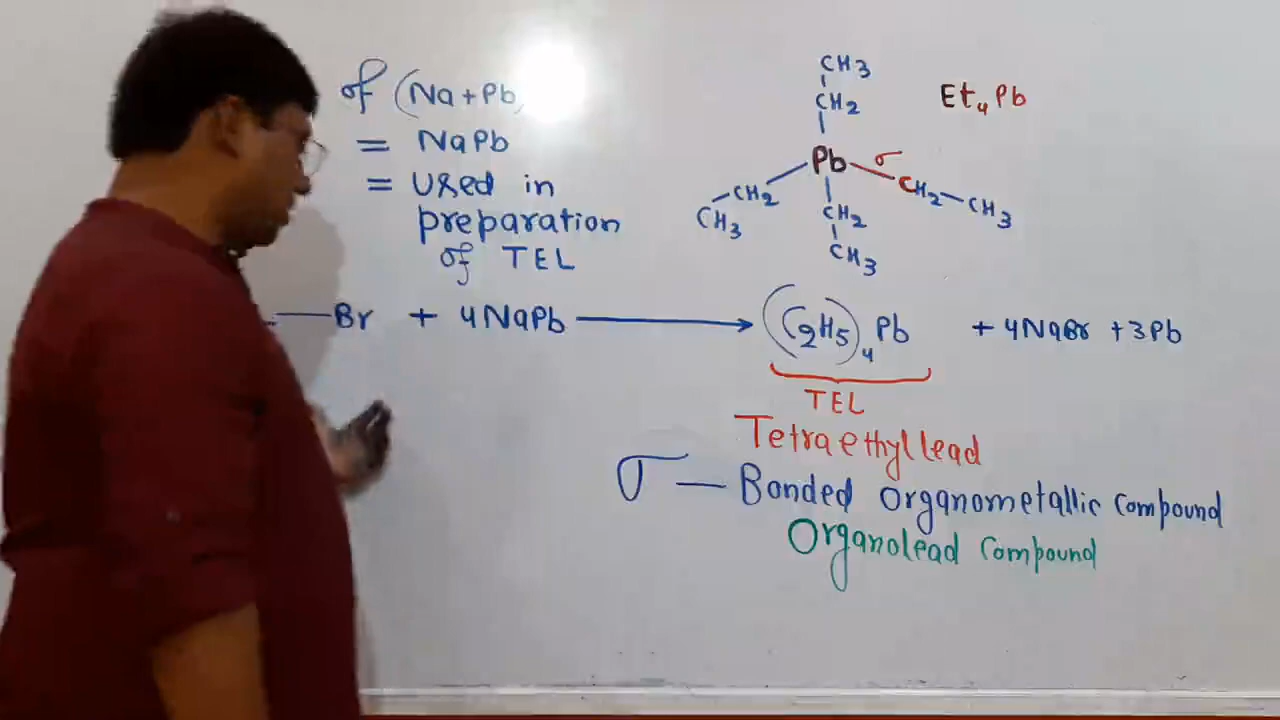 of (Na+Pb
= NaPb
= Used in
preparation
of TEL
CH3
CH2
Et4Pb
Pb σ
CH2 CH2 CH2 CH3
CH3
CH3
—Br + 4NaPb → (C2H5)4Pb + 4NaBr + 3Pb
TEL
Tetraethyllead
σ — Bonded Organometallic compound
Organolead Compound